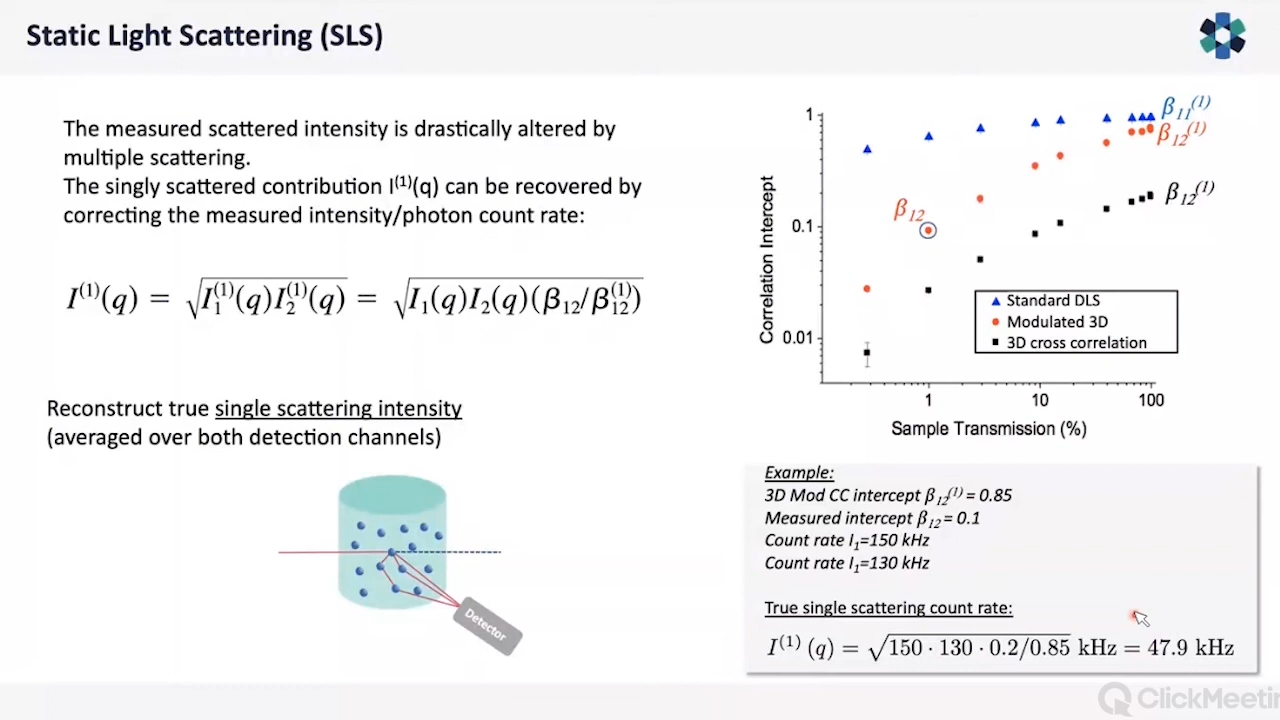 Static Light Scattering (SLS)
The measured scattered intensity is drastically altered by
multiple scattering.
The singly scattered contribution I⁽¹⁾(q) can be recovered by
correcting the measured intensity/photon count rate:
I⁽¹⁾(q) = √(I₁⁽¹⁾(q)I₂⁽¹⁾(q)) = √(I₁(q)I₂(q)(β₁₂/β₁₂⁽¹⁾))
Reconstruct true single scattering intensity
(averaged over both detection channels)
Detector
β₁₁⁽¹⁾
β₁₂⁽¹⁾
β₁₂⁽¹⁾
β₁₂
1
0.1
0.01
Correlation Intercept
Standard DLS
Modulated 3D
3D cross correlation
1 10 100
Sample Transmission (%)
Example:
3D Mod CC intercept β₁₂⁽¹⁾ = 0.85
Measured intercept β₁₂ = 0.1
Count rate I₁=150 kHz
Count rate I₁=130 kHz
True single scattering count rate:
I⁽¹⁾ (q) = √(150 · 130 · 0.2/0.85) kHz = 47.9 kHz